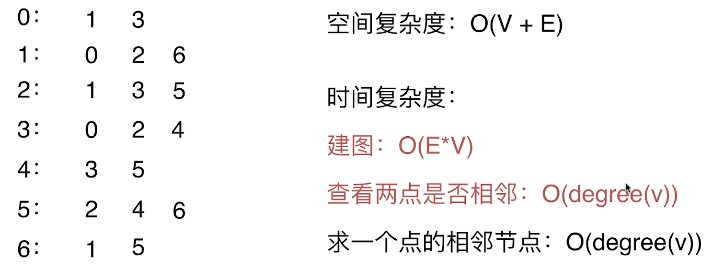 0: 1 3
1: 0 2 6
2: 1 3 5
3: 0 2 4
4: 3 5
5: 2 4 6
6: 1 5
空间复杂度：O(V + E)
时间复杂度：
建图：O(E*V)
查看两点是否相邻：O(degree(v))
求一个点的相邻节点：O(degree(v))